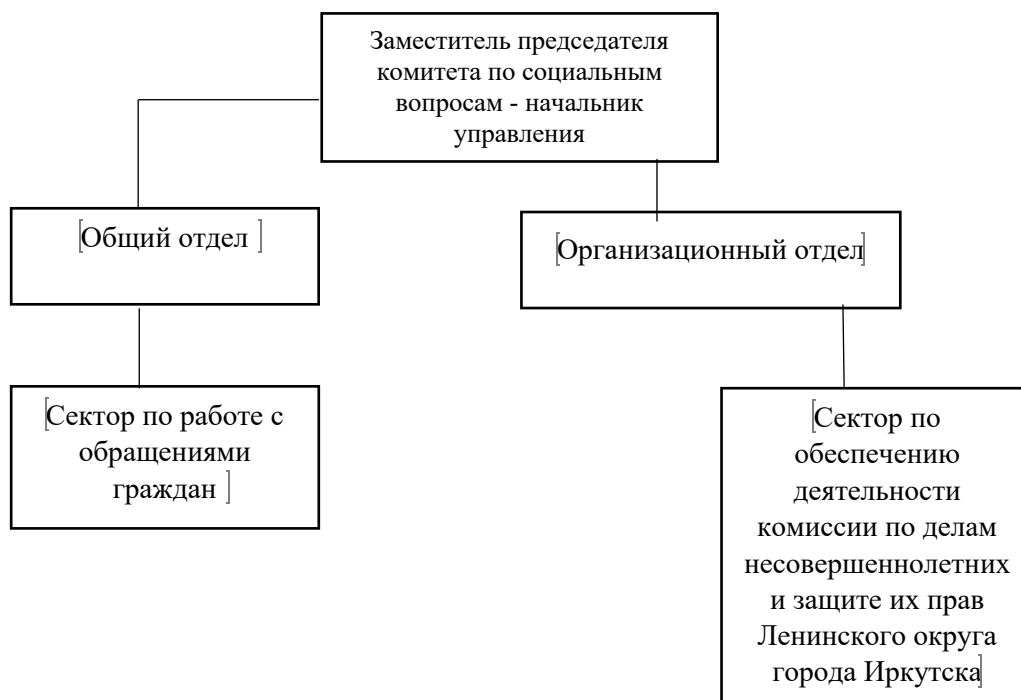 Заместитель председателя
комитета по социальным
вопросам - начальник
управления
Общий отдел
Организационный отдел
Сектор по работе с
обращениями
граждан
Сектор по
обеспечению
деятельности
комиссии по делам
несовершеннолетних
и защите их прав
Ленинского округа
города Иркутска